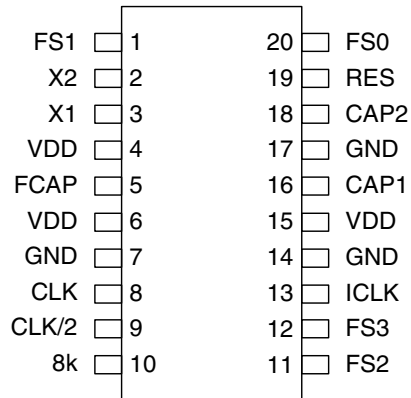 FS1 1 20 FS0
X2 2 19 RES
X1 3 18 CAP2
VDD 4 17 GND
FCAP 5 16 CAP1
VDD 6 15 VDD
GND 7 14 GND
CLK 8 13 ICLK
CLK/2 9 12 FS3
8k 10 11 FS2